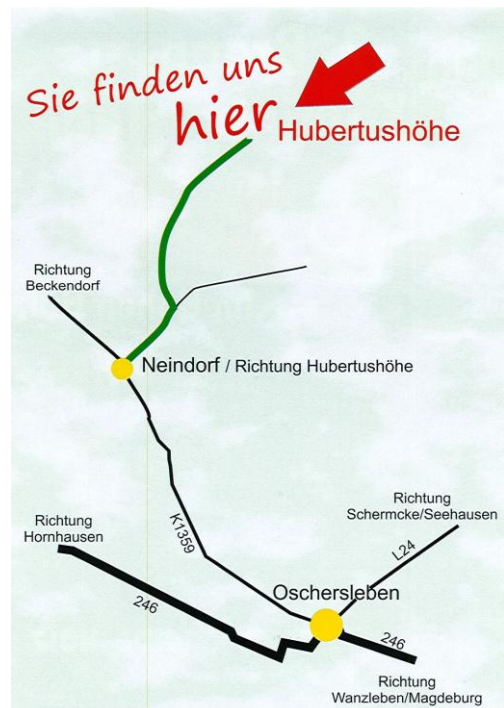 Sie finden uns
hier
Hubertushöhe
Richtung
Beckendorf
Neindorf / Richtung Hubertushöhe
Richtung
Hornhausen
K1359
Richtung
Schermcke/Seehausen
L24
Oschersleben
246
246
Richtung
Wanzleben/Magdeburg